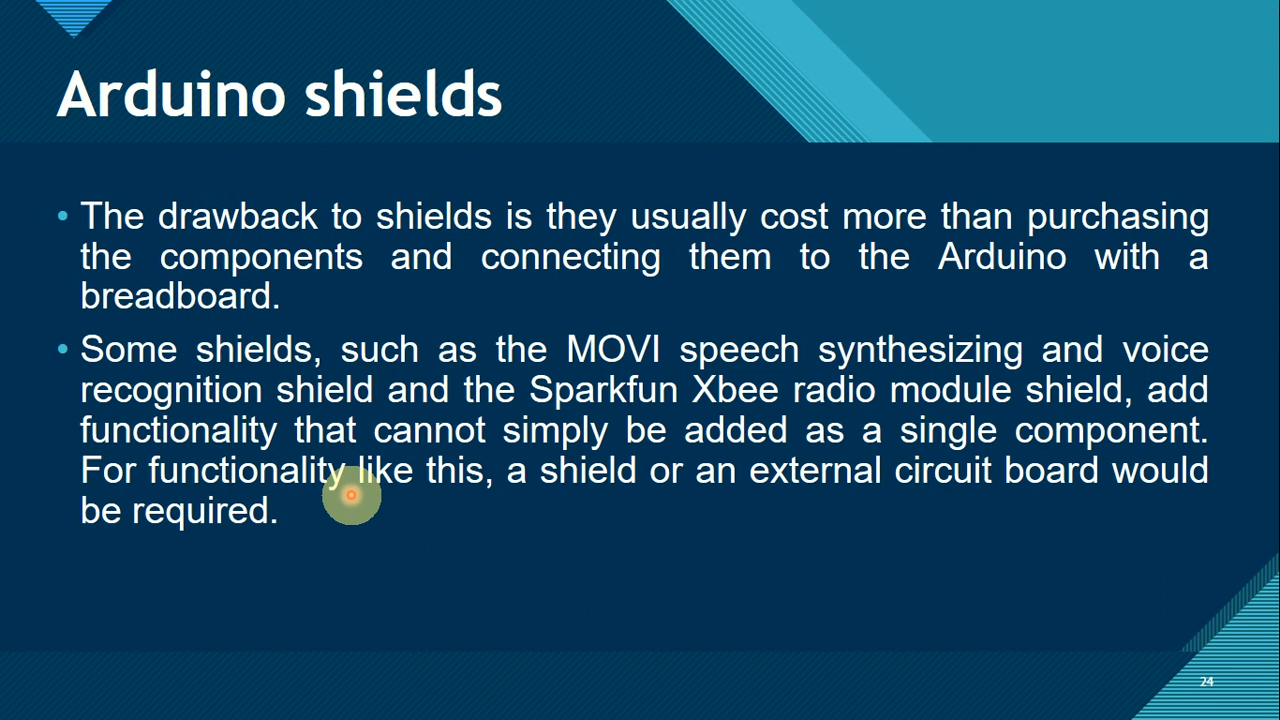 Arduino shields
• The drawback to shields is they usually cost more than purchasing
the components and connecting them to the Arduino with a
breadboard.
• Some shields, such as the MOVI speech synthesizing and voice
recognition shield and the Sparkfun Xbee radio module shield, add
functionality that cannot simply be added as a single component.
For functionality like this, a shield or an external circuit board would
be required.
24